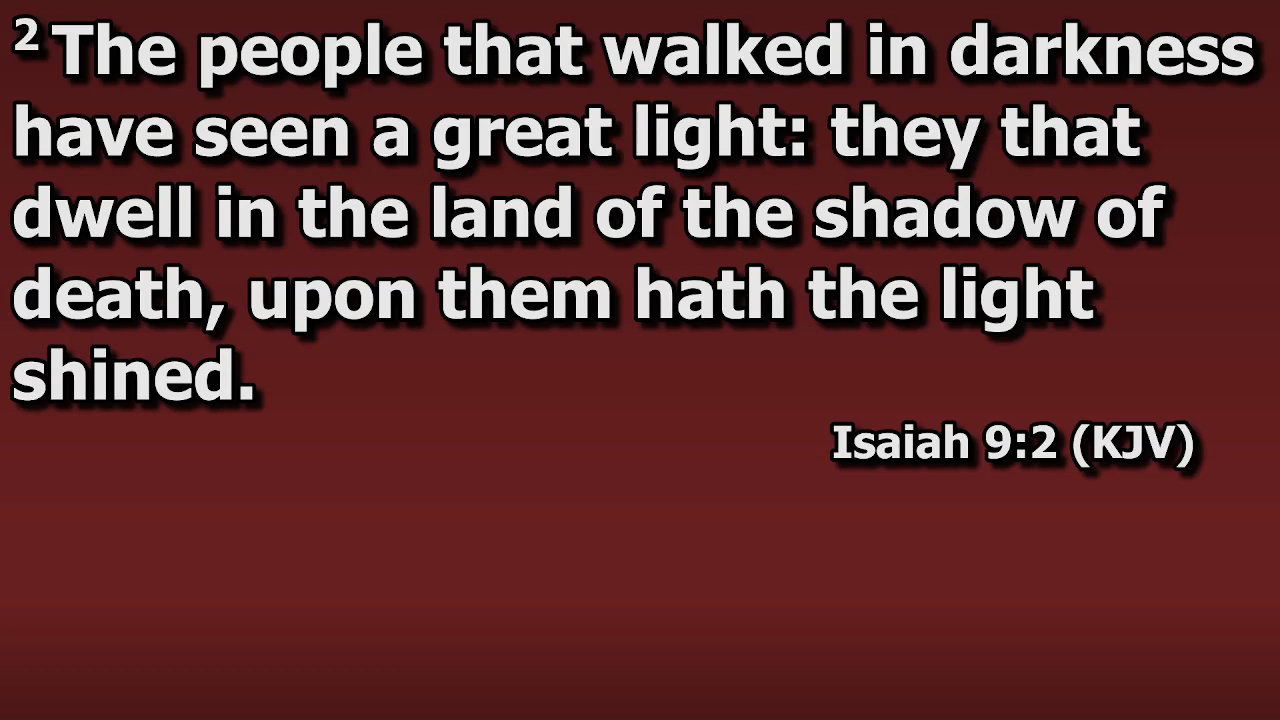 2 The people that walked in darkness
have seen a great light: they that
dwell in the land of the shadow of
death, upon them hath the light
shined.
Isaiah 9:2 (KJV)